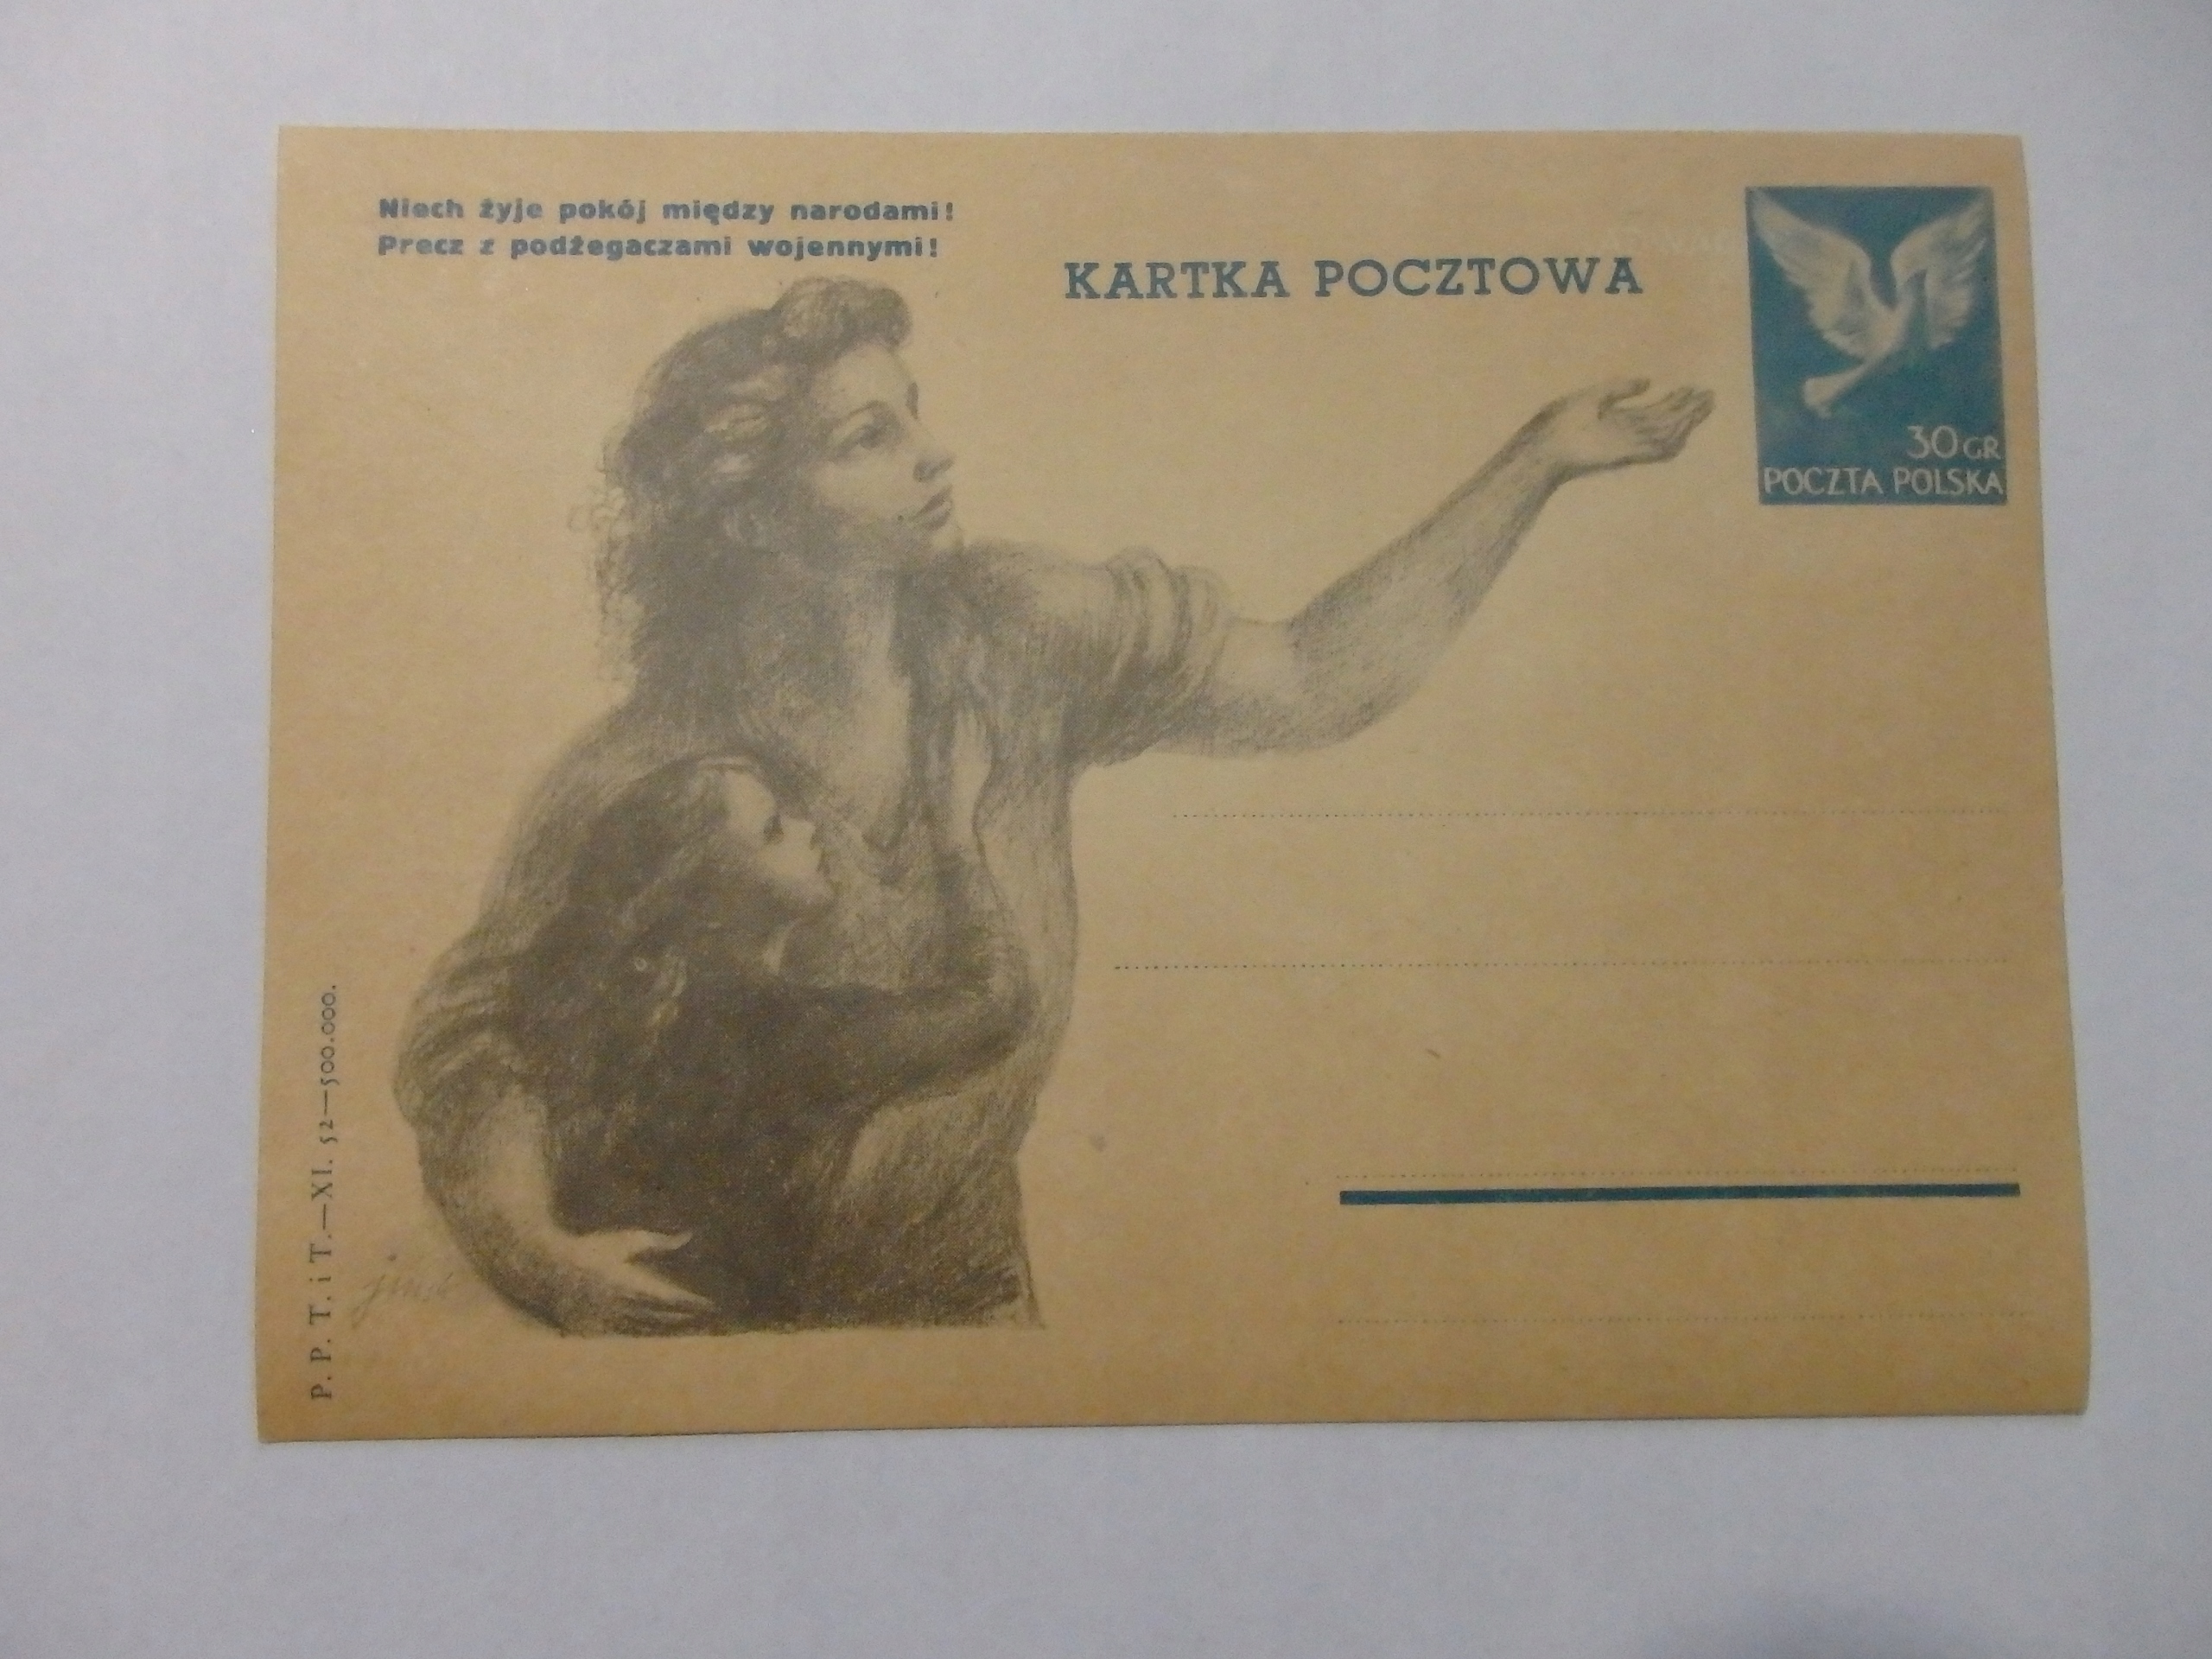 Niech żyje pokój między narodami!
Precz z podżegaczami wojennymi!
KARTKA POCZTOWA
30 GR
POCZTA POLSKA
P. P. T. i T.—XI. 52—500.000.